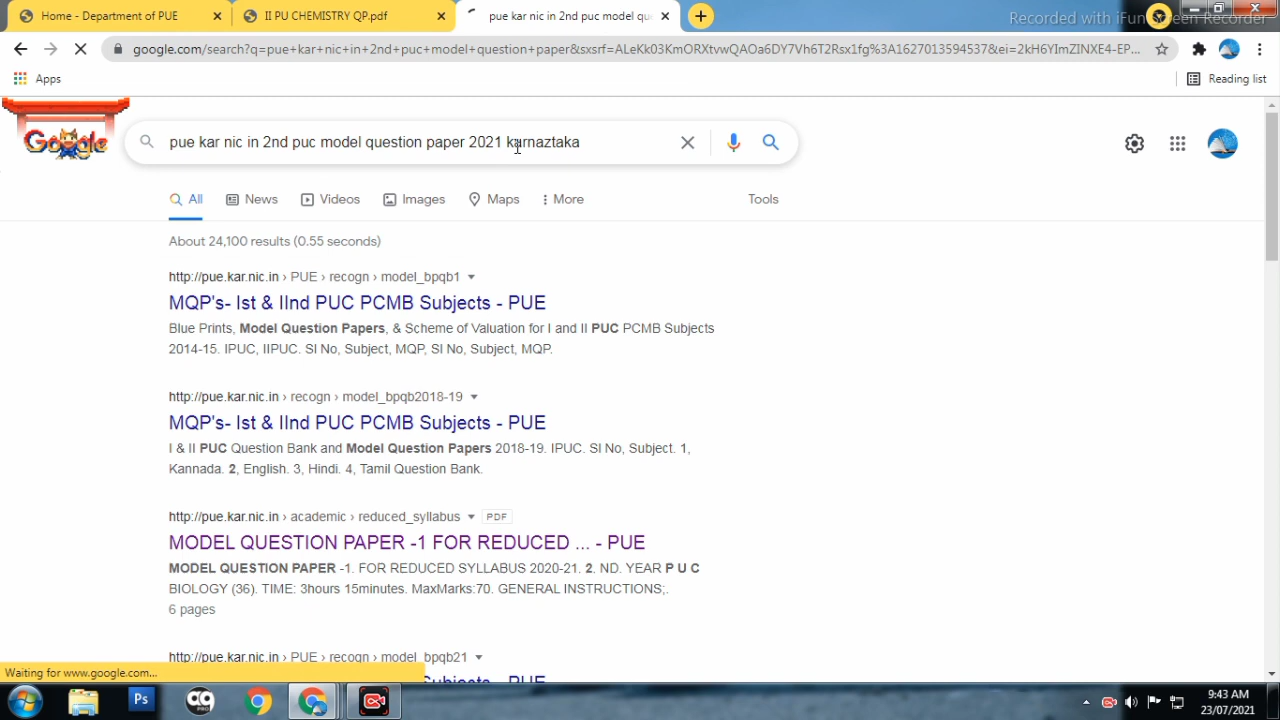 Home - Department of PUE
II PU CHEMISTRY QP.pdf
pue kar nic in 2nd puc model qu
Recorded with iFun Screen Recorder
google.com/search?q=pue+kar+nic+in+2nd+puc+model+question+paper&sxsrf=ALeKk03KmORXtvwQAOa6DY7Vh6T2Rsx1fg%3A1627013594537&ei=2kH6YImZINXE4-EP...
Apps
Reading list
Google
pue kar nic in 2nd puc model question paper 2021 karnaztaka
All
News
Videos
Images
Maps
More
Tools
About 24,100 results (0.55 seconds)
http://pue.kar.nic.in › PUE › recogn › model_bpqb1
MQP's- Ist & IInd PUC PCMB Subjects - PUE
Blue Prints, Model Question Papers, & Scheme of Valuation for I and II PUC PCMB Subjects
2014-15. IPUC, IIPUC. SI No, Subject, MQP, SI No, Subject, MQP.
http://pue.kar.nic.in › recogn › model_bpqb2018-19
MQP's- Ist & IInd PUC PCMB Subjects - PUE
I & II PUC Question Bank and Model Question Papers 2018-19. IPUC. SI No, Subject. 1,
Kannada. 2, English. 3, Hindi. 4, Tamil Question Bank.
http://pue.kar.nic.in › academic › reduced_syllabus
PDF
MODEL QUESTION PAPER -1 FOR REDUCED ... - PUE
MODEL QUESTION PAPER -1. FOR REDUCED SYLLABUS 2020-21. 2, ND. YEAR P U C
BIOLOGY (36). TIME: 3hours 15minutes. MaxMarks:70. GENERAL INSTRUCTIONS;.
6 pages
http://pue.kar.nic.in › PUE › recogn › model_bpqb21
Subjects - PUE
Waiting for www.google.com...
Ps
PRO
9:43 AM
23/07/2021